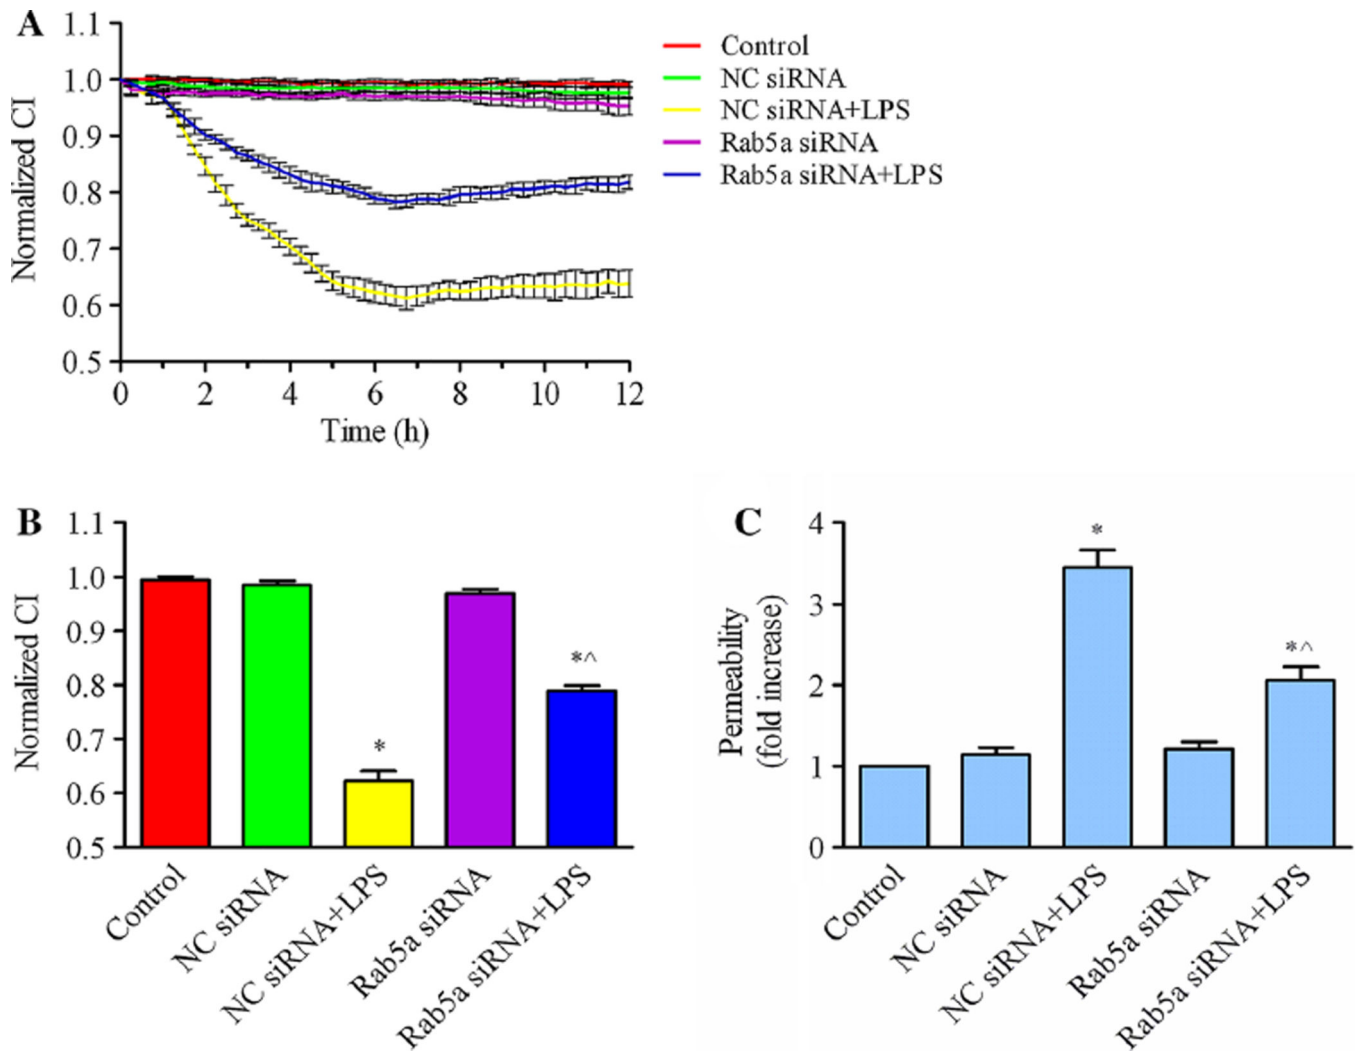 A
1.1
1.0
0.9
0.8
0.7
0.6
0.5
Normalized CI
0 2 4 6 8 10 12
Time (h)
Control
NC siRNA
NC siRNA+LPS
Rab5a siRNA
Rab5a siRNA+LPS
B
1.1
1.0
0.9
0.8
0.7
0.6
0.5
Normalized CI
*
*^
Control
NC siRNA
NC siRNA+LPS
Rab5a siRNA
Rab5a siRNA+LPS
C
4
3
2
1
0
Permeability
(fold increase)
*
*^
Control
NC siRNA
NC siRNA+LPS
Rab5a siRNA
Rab5a siRNA+LPS